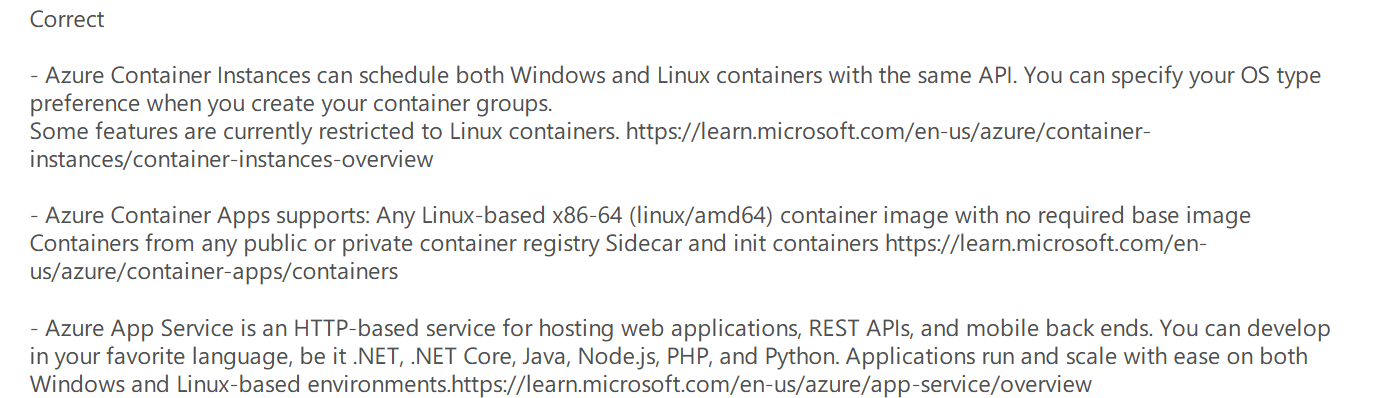 Correct
- Azure Container Instances can schedule both Windows and Linux containers with the same API. You can specify your OS type
preference when you create your container groups.
Some features are currently restricted to Linux containers. https://learn.microsoft.com/en-us/azure/container-
instances/container-instances-overview
- Azure Container Apps supports: Any Linux-based x86-64 (linux/amd64) container image with no required base image
Containers from any public or private container registry Sidecar and init containers https://learn.microsoft.com/en-
us/azure/container-apps/containers
- Azure App Service is an HTTP-based service for hosting web applications, REST APIs, and mobile back ends. You can develop
in your favorite language, be it .NET, .NET Core, Java, Node.js, PHP, and Python. Applications run and scale with ease on both
Windows and Linux-based environments.https://learn.microsoft.com/en-us/azure/app-service/overview